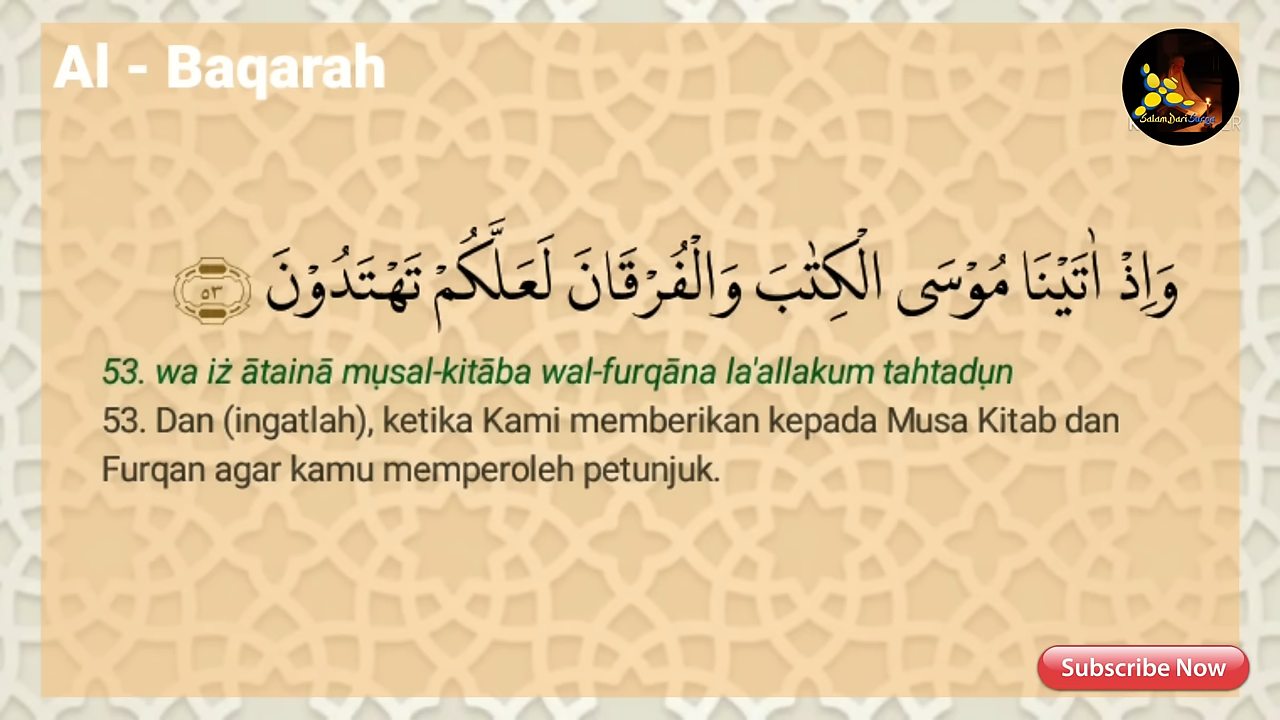 Al - Baqarah
SalamDariSurga
وَاِذْ اٰتَيْنَا مُوْسَى الْكِتٰبَ وَالْفُرْقَانَ لَعَلَّكُمْ تَهْتَدُوْنَ ٥٣
53. wa iż ātainā mụsal-kitāba wal-furqāna la'allakum tahtadụn
53. Dan (ingatlah), ketika Kami memberikan kepada Musa Kitab dan
Furqan agar kamu memperoleh petunjuk.
Subscribe Now